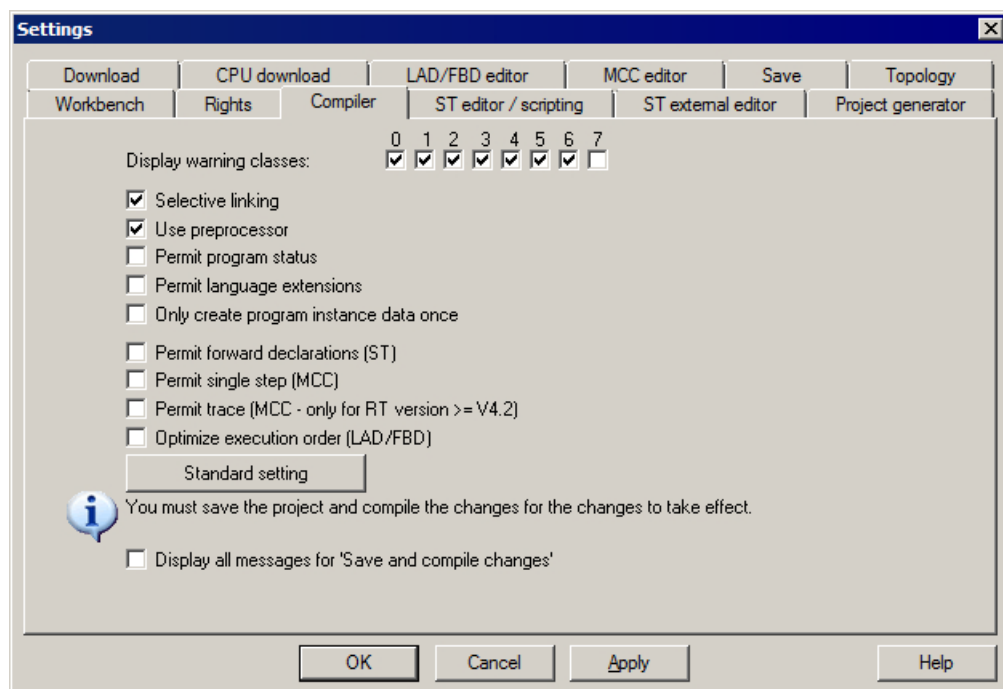 Settings
Download CPU download LAD/FBD editor MCC editor Save Topology
Workbench Rights Compiler ST editor / scripting ST external editor Project generator
0 1 2 3 4 5 6 7
Display warning classes:
Selective linking
Use preprocessor
Permit program status
Permit language extensions
Only create program instance data once
Permit forward declarations (ST)
Permit single step (MCC)
Permit trace (MCC - only for RT version >= V4.2)
Optimize execution order (LAD/FBD)
Standard setting
You must save the project and compile the changes for the changes to take effect.
Display all messages for 'Save and compile changes'
OK Cancel Apply Help